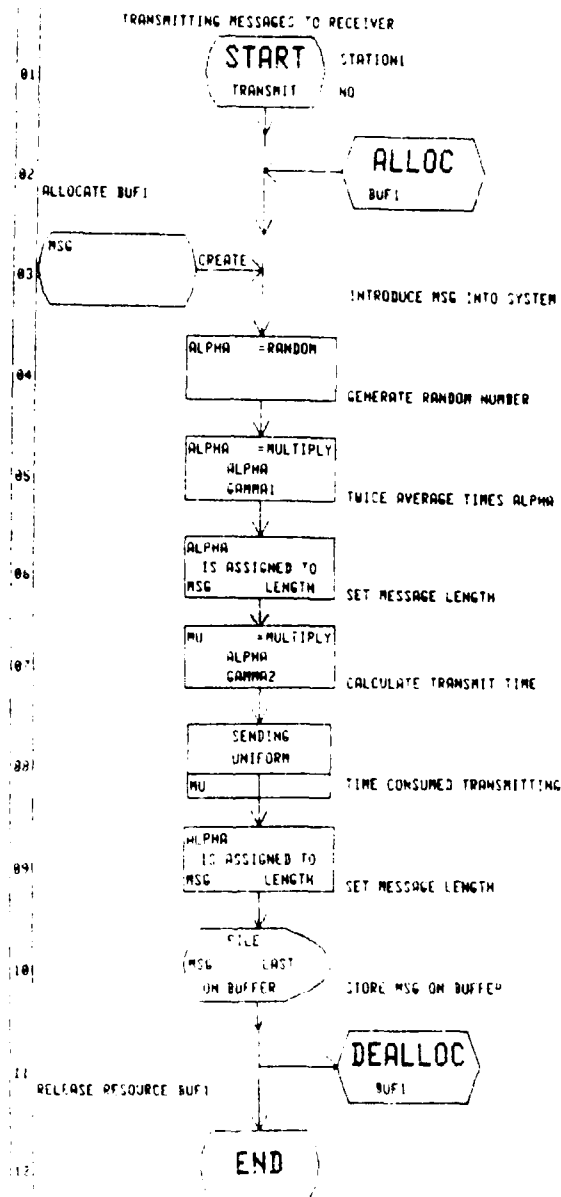 TRANSMITTING MESSAGES TO RECEIVER
START STATION1
01
TRANSMIT NO
ALLOC
02
ALLOCATE BUF1
BUF1
MSG
CREATE
03
INTRODUCE MSG INTO SYSTEM
ALPHA =RANDOM
04
GENERATE RANDOM NUMBER
ALPHA =MULTIPLY
ALPHA
05
GAMMA1
TWICE AVERAGE TIMES ALPHA
ALPHA
IS ASSIGNED TO
06
MSG LENGTH
SET MESSAGE LENGTH
MU =MULTIPLY
ALPHA
07
GAMMA2
CALCULATE TRANSMIT TIME
SENDING
UNIFORM
08
MU
TIME CONSUMED TRANSMITTING
ALPHA
IS ASSIGNED TO
09
MSG LENGTH
SET MESSAGE LENGTH
FILE
MSG LAST
10
ON BUFFER
STORE MSG ON BUFFER
DEALLOC
11
RELEASE RESOURCE BUF1
BUF1
END
12